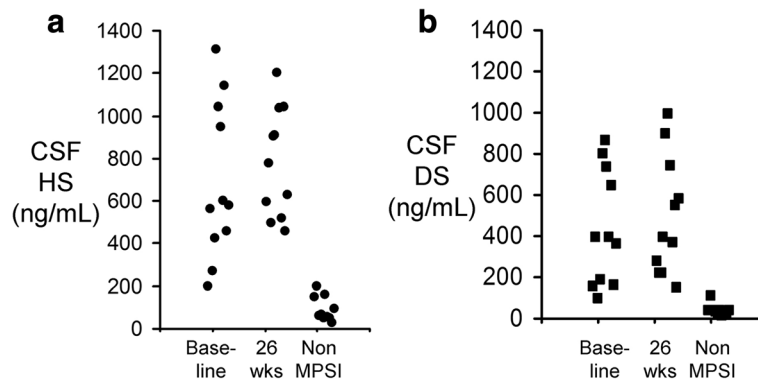 a
1400
1200
1000
800
600
400
200
0
CSF
HS
(ng/mL)
Base-
line
26
wks
Non
MPSI
b
1400
1200
1000
800
600
400
200
0
CSF
DS
(ng/mL)
Base-
line
26
wks
Non
MPSI